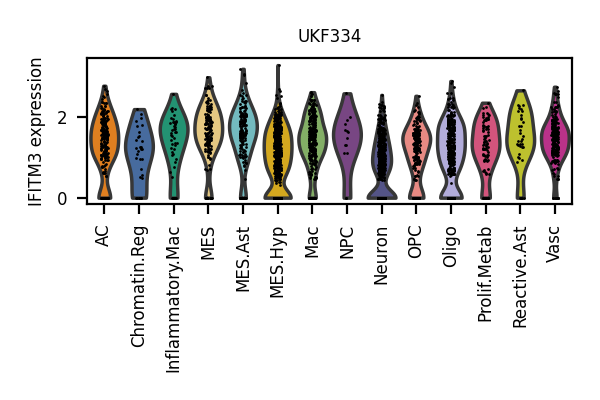 UKF334
IFITM3 expression
2
0
AC
Chromatin.Reg
Inflammatory.Mac
MES
MES.Ast
MES.Hyp
Mac
NPC
Neuron
OPC
Oligo
Prolif.Metab
Reactive.Ast
Vasc